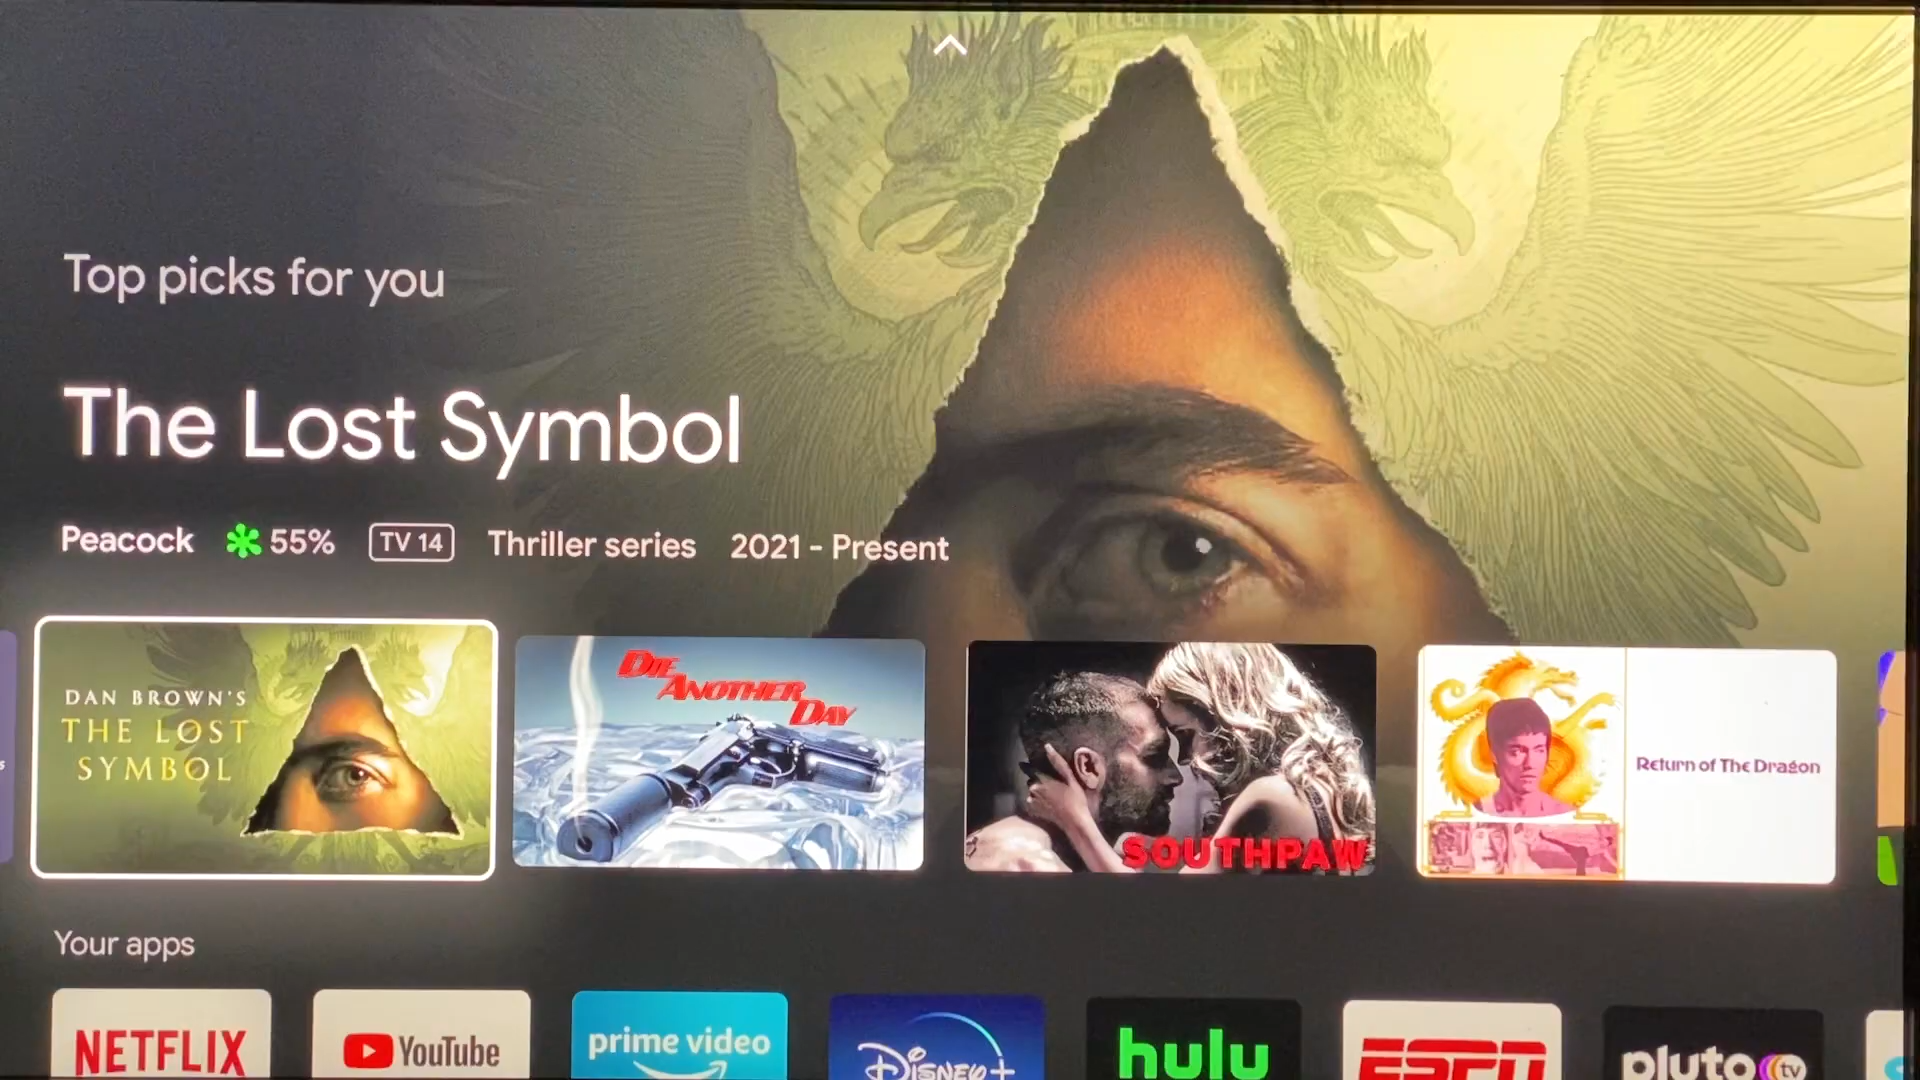 Top picks for you
The Lost Symbol
Peacock 55% TV 14 Thriller series 2021 - Present
DAN BROWN'S
THE LOST
SYMBOL
DIE
ANOTHER
DAY
SOUTHPAW
Return of The Dragon
Your apps
NETFLIX
YouTube
prime video
Disney+
hulu
ESPN
pluto tv